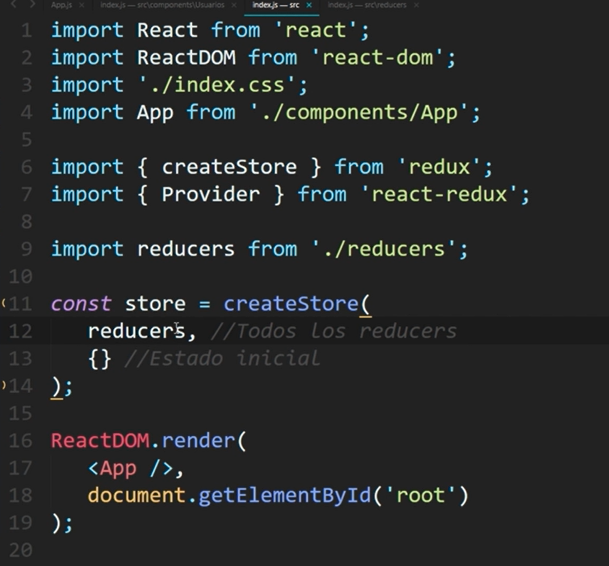 App.js × index.js — src\components\Usuarios × index.js — src × index.js — src\reducers ×
1 import React from 'react';
2 import ReactDOM from 'react-dom';
3 import './index.css';
4 import App from './components/App';
5
6 import { createStore } from 'redux';
7 import { Provider } from 'react-redux';
8
9 import reducers from './reducers';
10
11 const store = createStore(
12 reducers, //Todos los reducers
13 {} //Estado inicial
14 );
15
16 ReactDOM.render(
17 <App />,
18 document.getElementById('root')
19 );
20